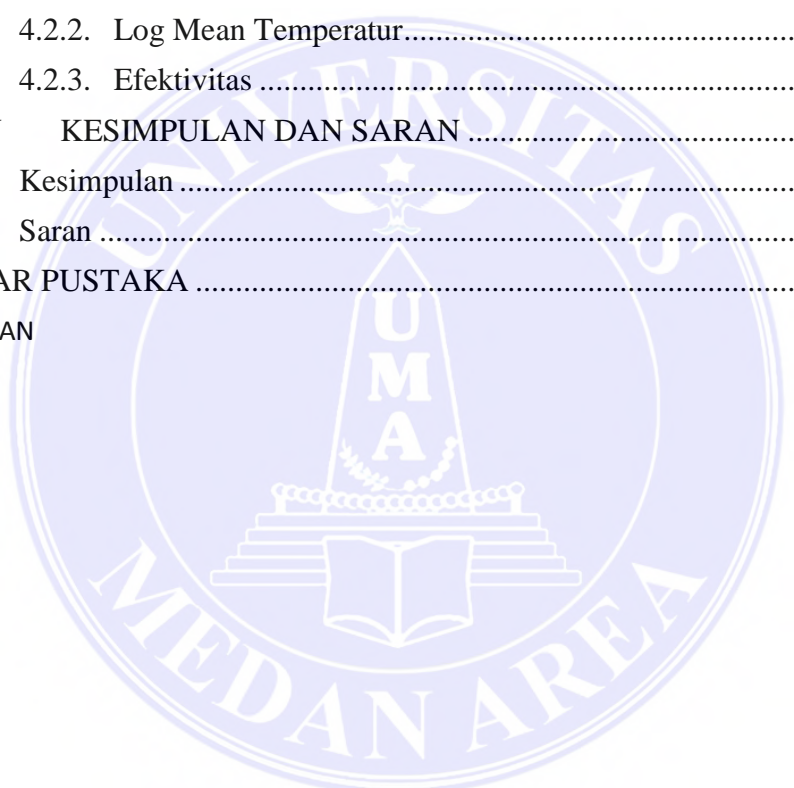 4.2.2. Log Mean Temperatur..............................................
4.2.3. Efektivitas ..............................................................
KESIMPULAN DAN SARAN .......................................
Kesimpulan .........................................................................
Saran ...................................................................................
AR PUSTAKA ..........................................................................
AN
UNIVERSITAS
UMA
MEDAN AREA